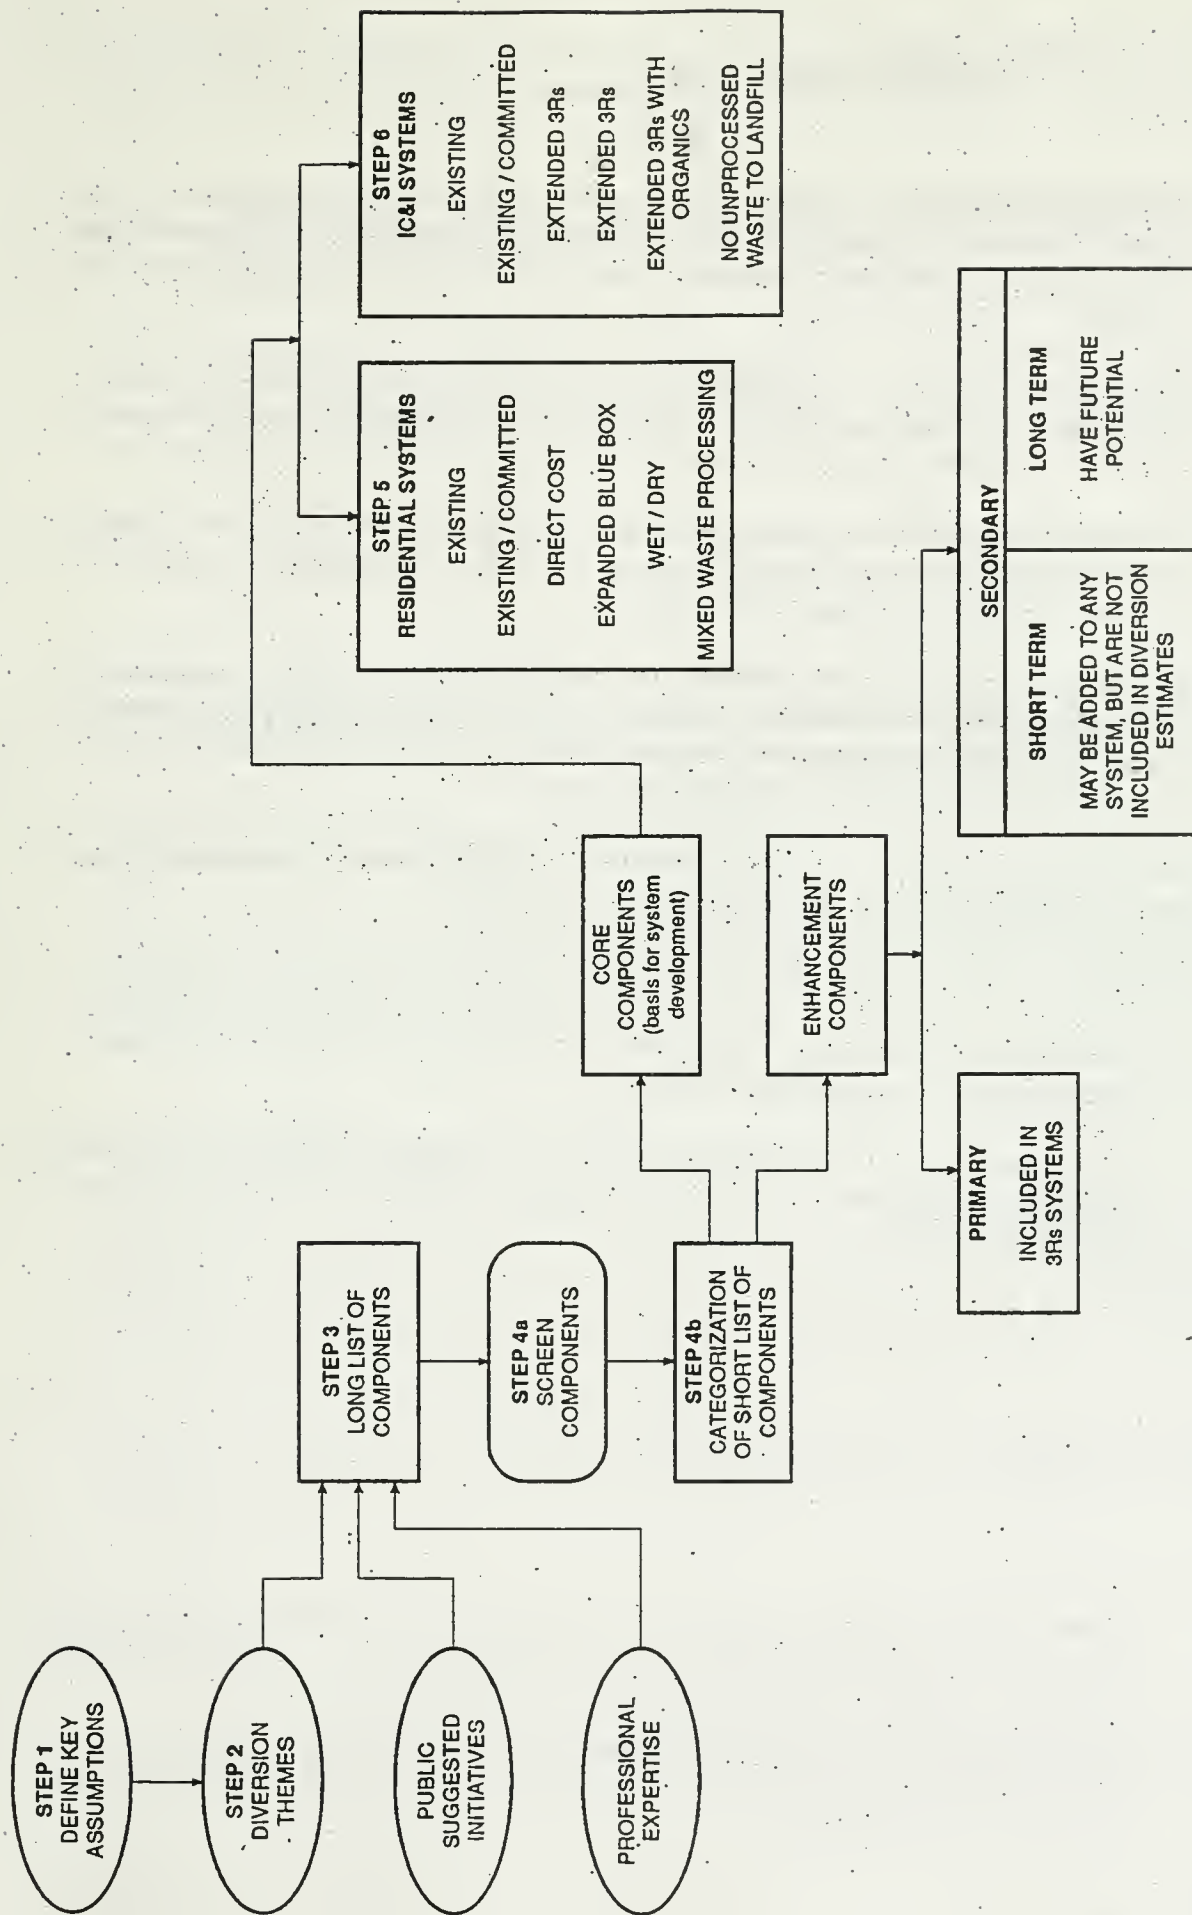 STEP 1
DEFINE KEY
ASSUMPTIONS
STEP 2
DIVERSION
THEMES
PUBLIC
SUGGESTED
INITIATIVES
PROFESSIONAL
EXPERTISE
STEP 3
LONG LIST OF
COMPONENTS
STEP 4a
SCREEN
COMPONENTS
STEP 4b
CATEGORIZATION
OF SHORT LIST OF
COMPONENTS
CORE
COMPONENTS
(basis for system
development)
ENHANCEMENT
COMPONENTS
PRIMARY
INCLUDED IN
3Rs SYSTEMS
SECONDARY
SHORT TERM
MAY BE ADDED TO ANY
SYSTEM, BUT ARE NOT
INCLUDED IN DIVERSION
ESTIMATES
LONG TERM
HAVE FUTURE
POTENTIAL
STEP 5
RESIDENTIAL SYSTEMS
EXISTING
EXISTING / COMMITTED
DIRECT COST
EXPANDED BLUE BOX
WET / DRY
MIXED WASTE PROCESSING
STEP 6
IC&I SYSTEMS
EXISTING
EXISTING / COMMITTED
EXTENDED 3Rs
EXTENDED 3Rs
EXTENDED 3Rs WITH
ORGANICS
NO UNPROCESSED
WASTE TO LANDFILL